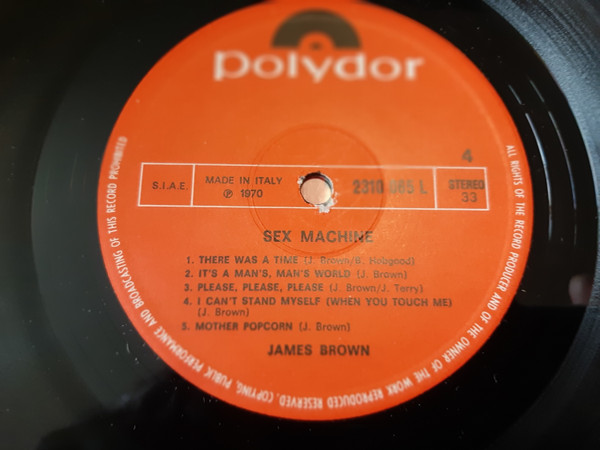 polydor
4
S.I.A.E.
MADE IN ITALY
℗ 1970
2310 L
STEREO
33
SEX MACHINE
1. THERE WAS A TIME (J. Brown/B. Hobgood)
2. IT'S A MAN'S, MAN'S WORLD (J. Brown)
3. PLEASE, PLEASE, PLEASE (J. Brown/J. Terry)
4. I CAN'T STAND MYSELF (WHEN YOU TOUCH ME)
(J. Brown)
5. MOTHER POPCORN (J. Brown)
JAMES BROWN
ALL RIGHTS OF THE RECORD PRODUCER AND OF THE OWNER OF THE WORK REPRODUCED RESERVED. COPYING, PUBLIC PERFORMANCE AND BROADCASTING OF THIS RECORD PROHIBITED